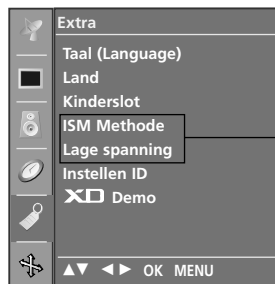 Extra
Taal (Language)
Land
Kinderslot
ISM Methode
Lage spanning
Instellen ID
XD Demo
▲▼ ◄► OK MENU